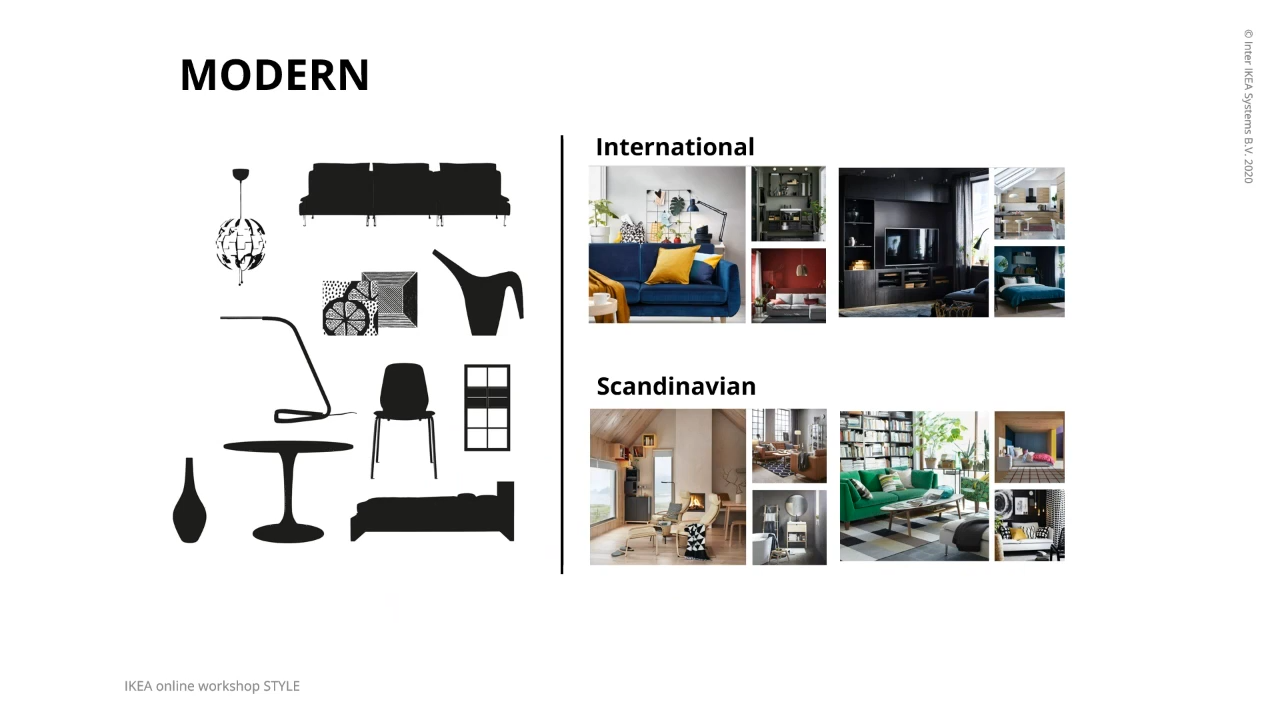 MODERN
International
Scandinavian
IKEA online workshop STYLE
© Inter IKEA Systems B.V. 2020